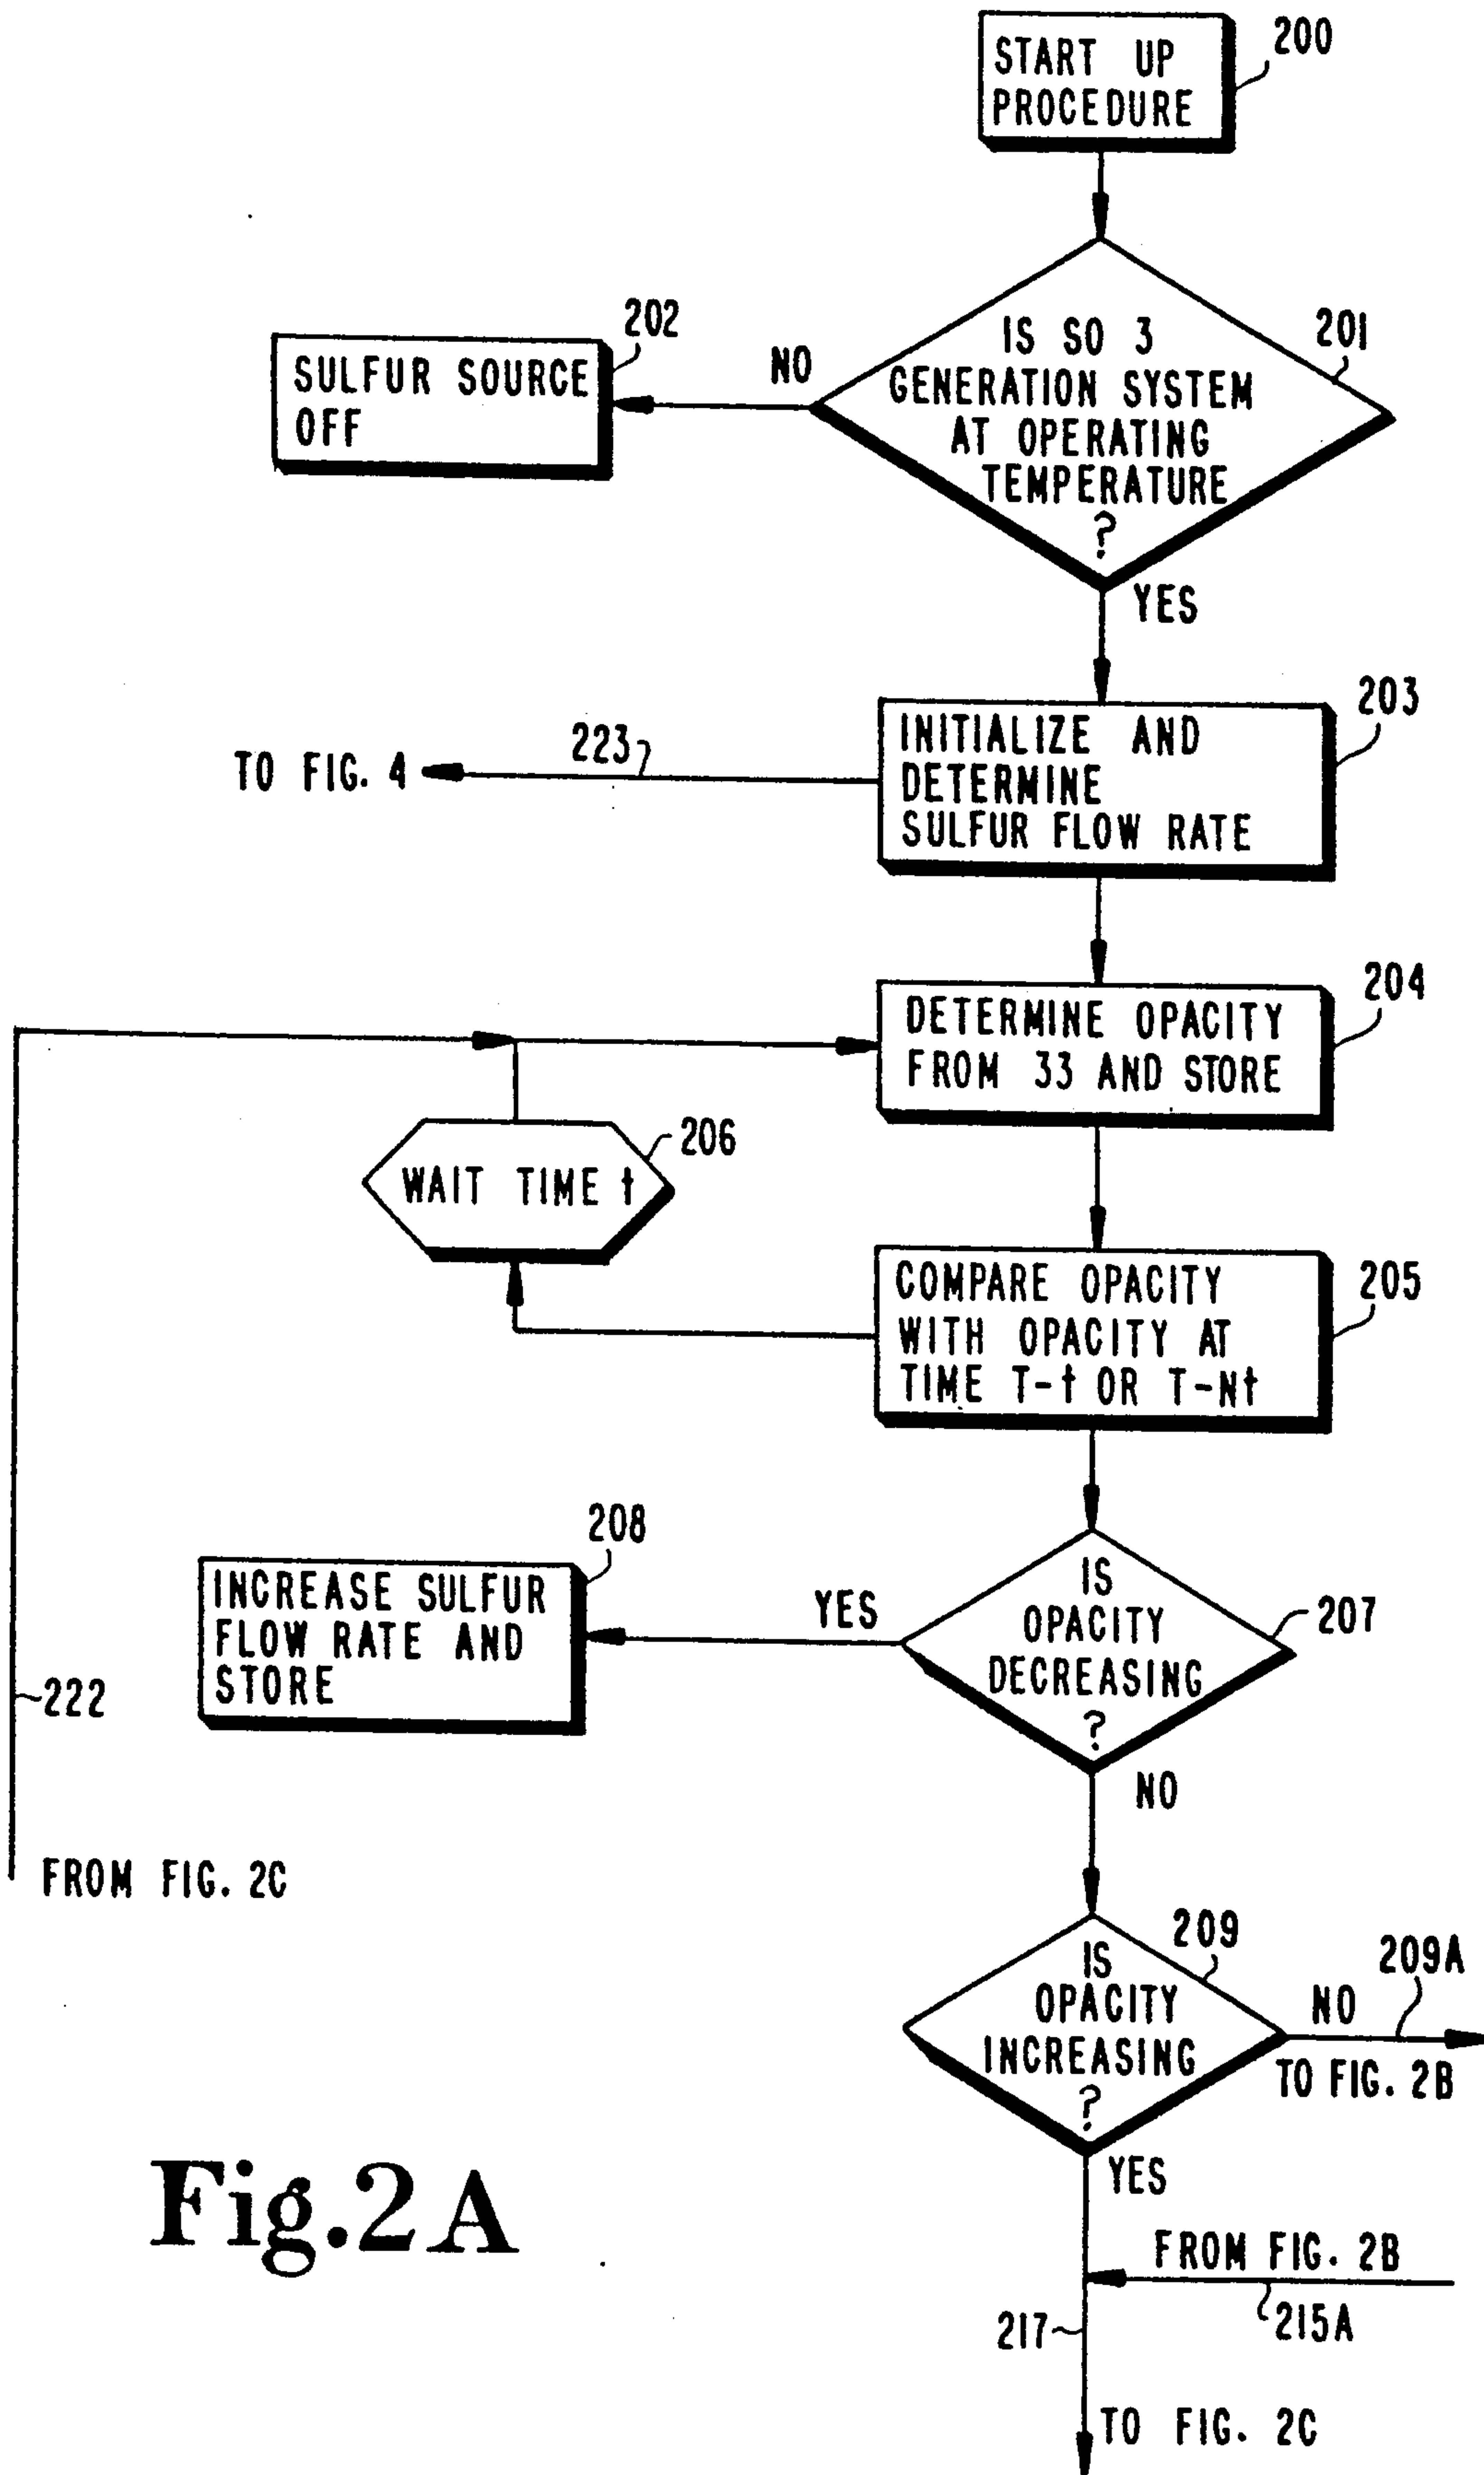 START UP
PROCEDURE
200
IS SO 3
GENERATION SYSTEM
AT OPERATING
TEMPERATURE
?
201
NO
202
SULFUR SOURCE
OFF
YES
INITIALIZE AND
DETERMINE
SULFUR FLOW RATE
203
223
TO FIG. 4
DETERMINE OPACITY
FROM 33 AND STORE
204
WAIT TIME t
206
COMPARE OPACITY
WITH OPACITY AT
TIME T-t OR T-Nt
205
208
INCREASE SULFUR
FLOW RATE AND
STORE
YES
IS
OPACITY
DECREASING
?
207
NO
222
FROM FIG. 2C
IS
OPACITY
INCREASING
?
209
NO
209A
TO FIG. 2B
YES
FROM FIG. 2B
215A
217
TO FIG. 2C
Fig.2A